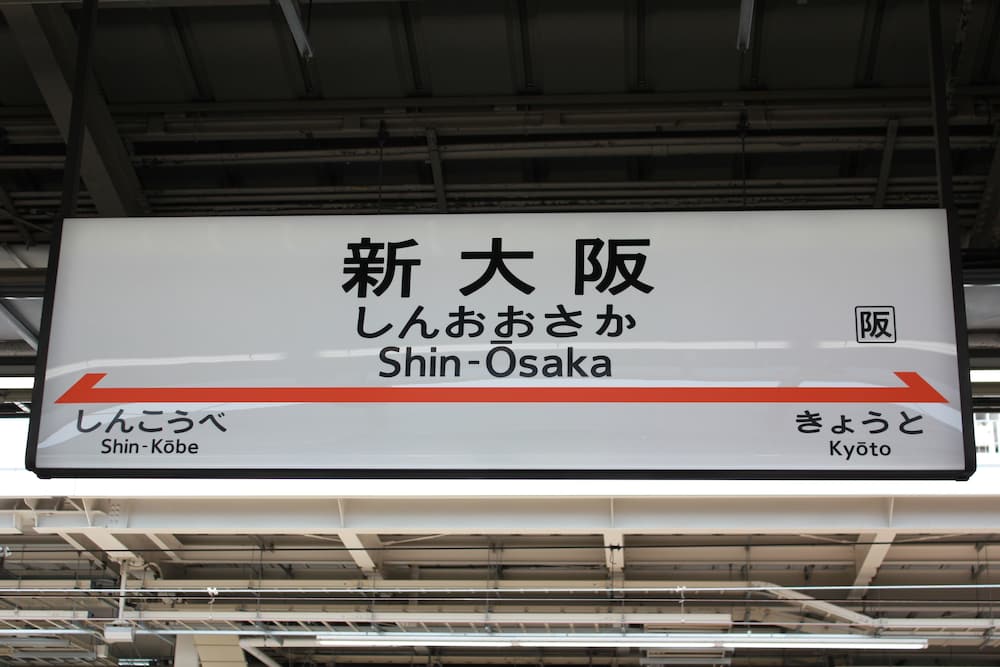 新大阪
しんおおさか
阪
Shin-Ōsaka
しんこうべ
Shin-Kōbe
きょうと
Kyōto